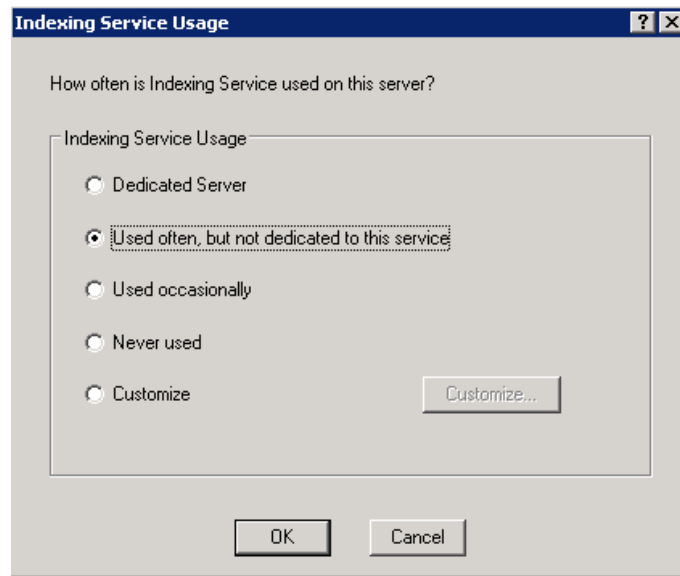 Indexing Service Usage
How often is Indexing Service used on this server?
Indexing Service Usage
Dedicated Server
Used often, but not dedicated to this service
Used occasionally
Never used
Customize
Customize...
OK
Cancel